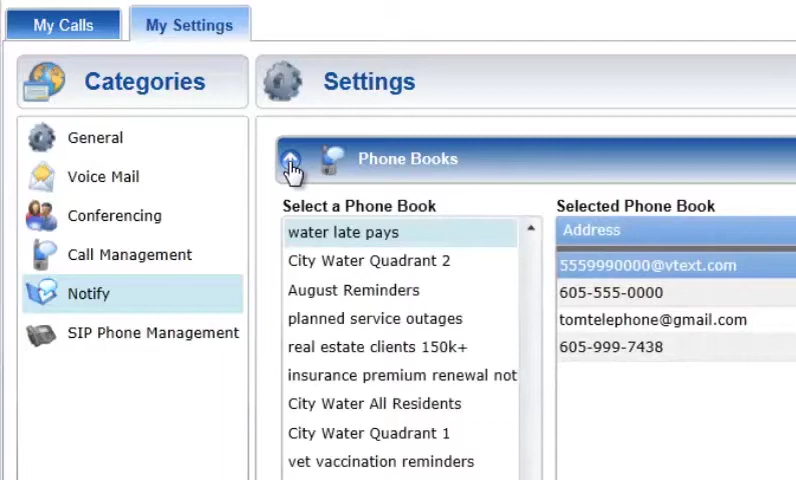 My Calls
My Settings
Categories
Settings
General
Voice Mail
Conferencing
Call Management
Notify
SIP Phone Management
Phone Books
Select a Phone Book
water late pays
City Water Quadrant 2
August Reminders
planned service outages
real estate clients 150k+
insurance premium renewal not
City Water All Residents
City Water Quadrant 1
vet vaccination reminders
Selected Phone Book
Address
5559990000@vtext.com
605-555-0000
tomtelephone@gmail.com
605-999-7438